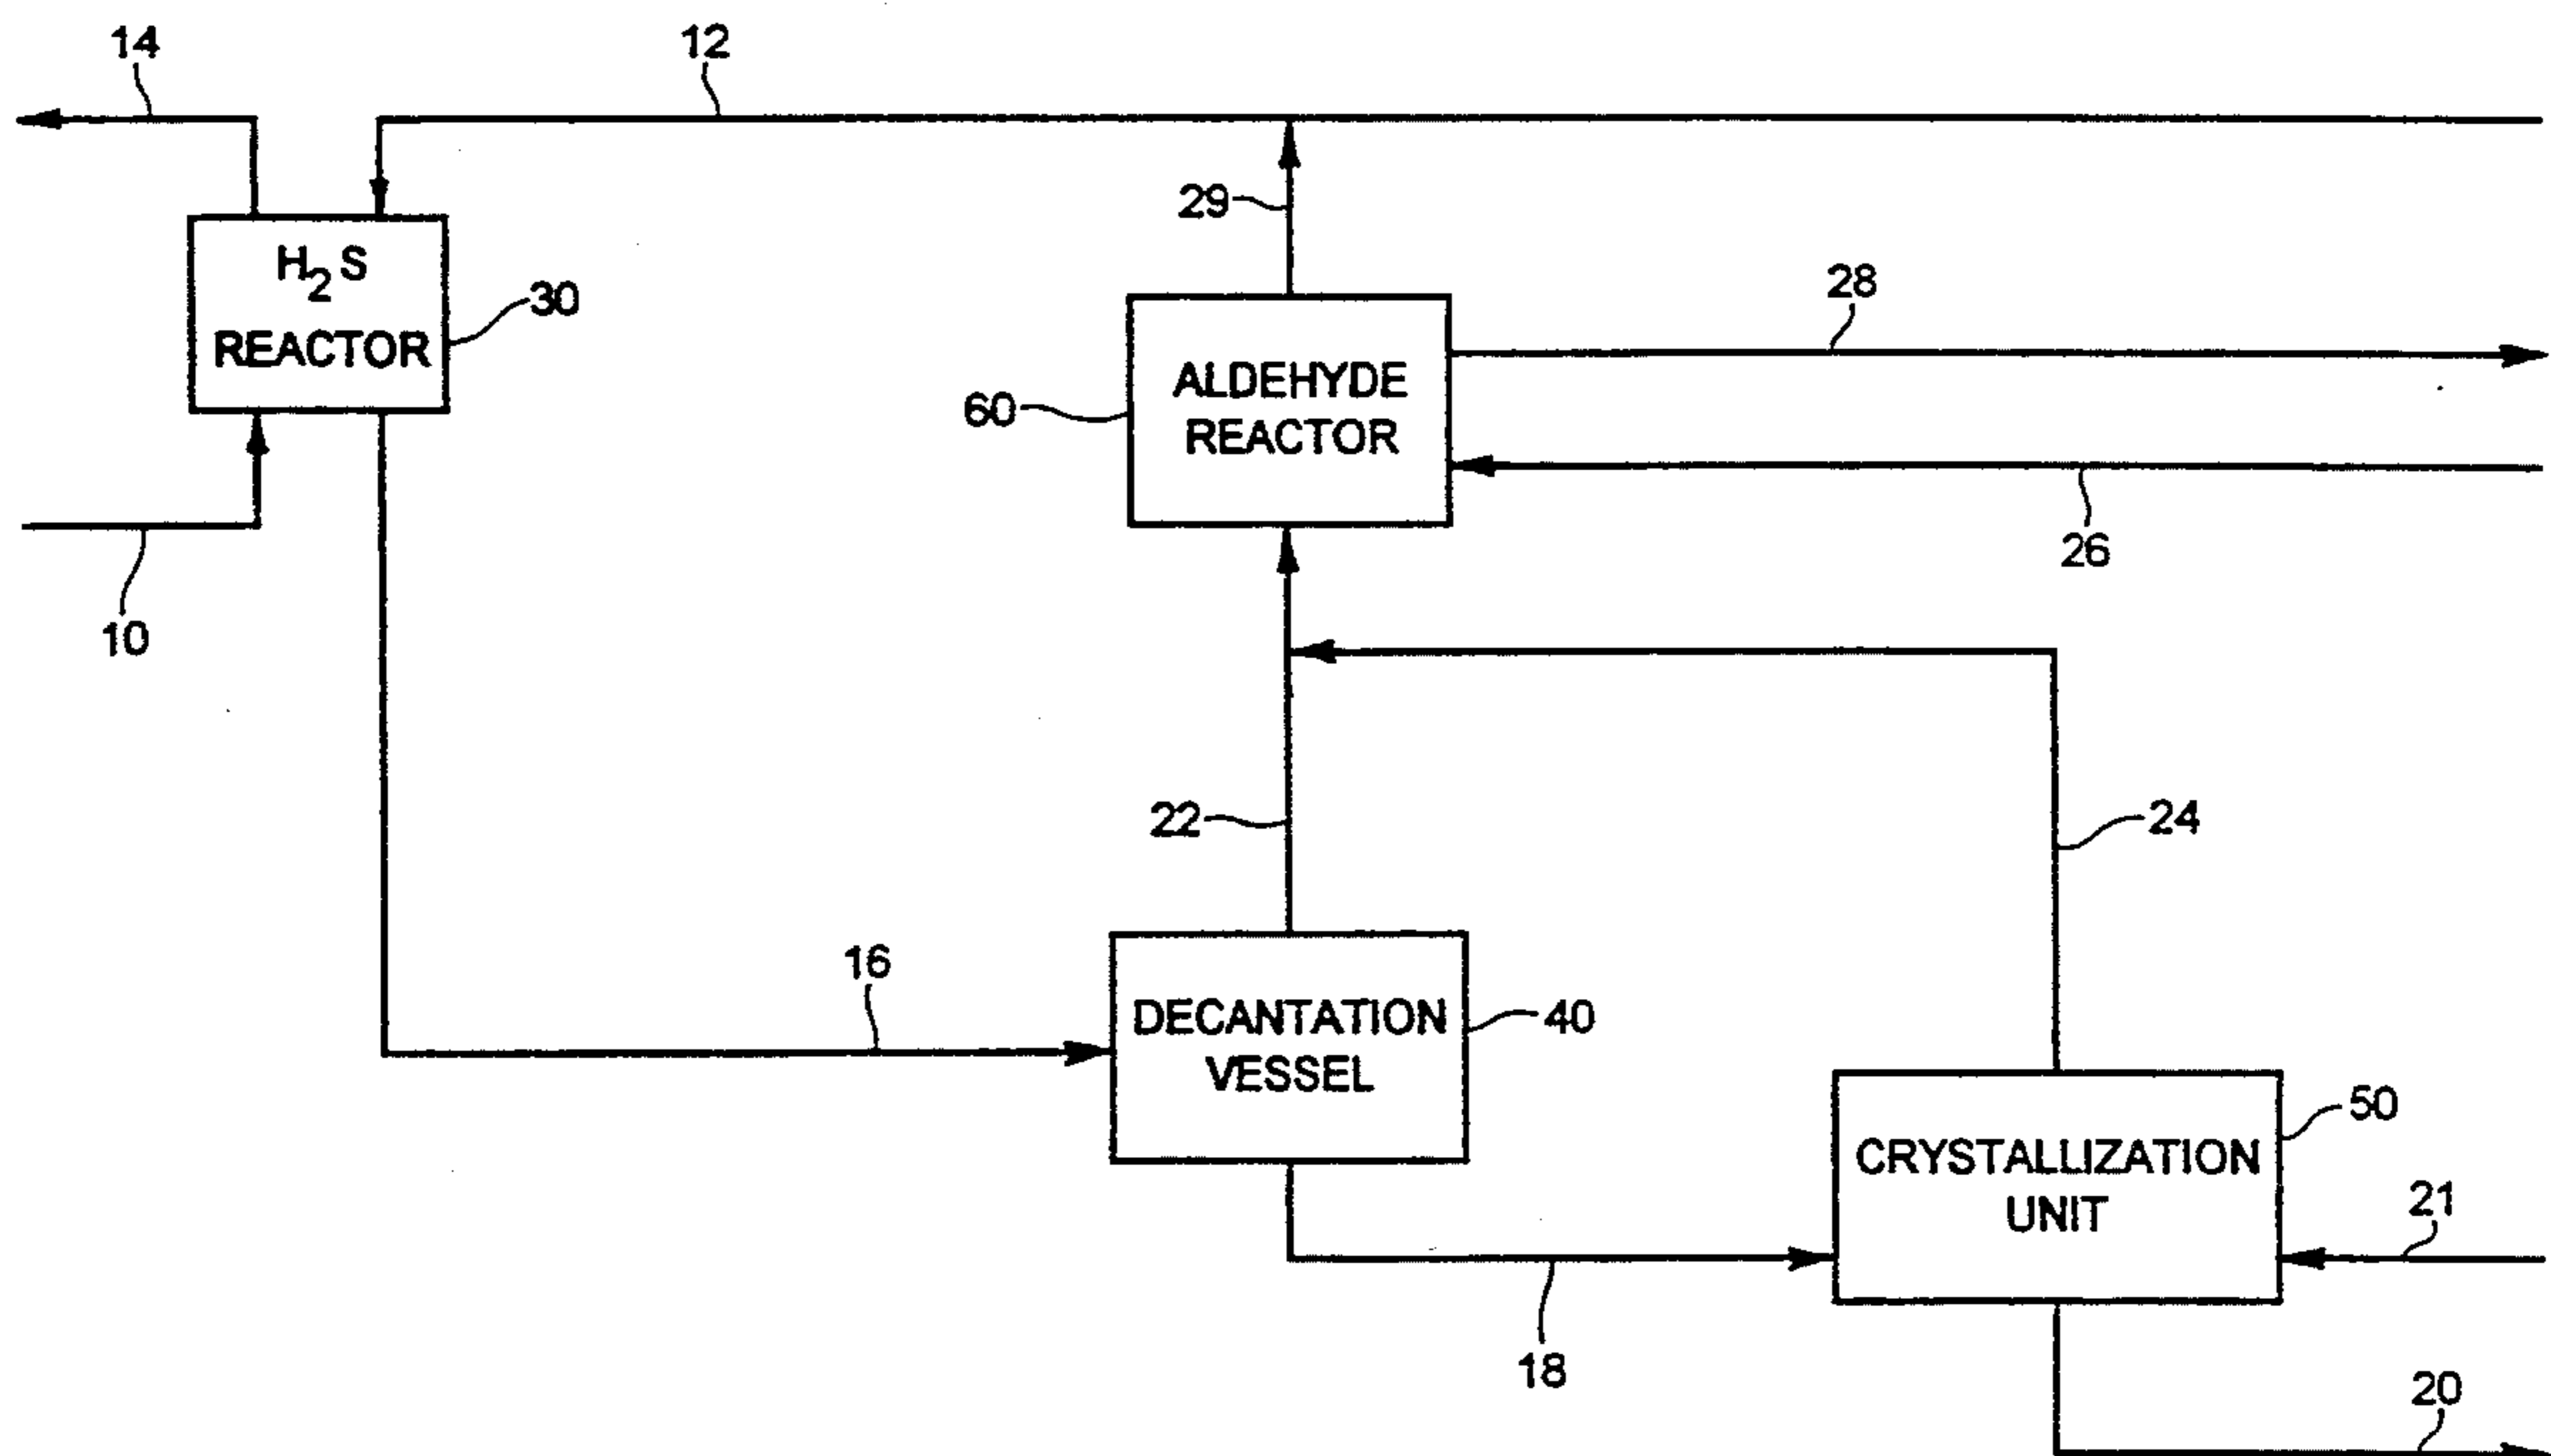 14
12
29
H2S
REACTOR
30
28
ALDEHYDE
REACTOR
60
26
10
22
24
16
DECANTATION
VESSEL
40
50
CRYSTALLIZATION
UNIT
21
18
20